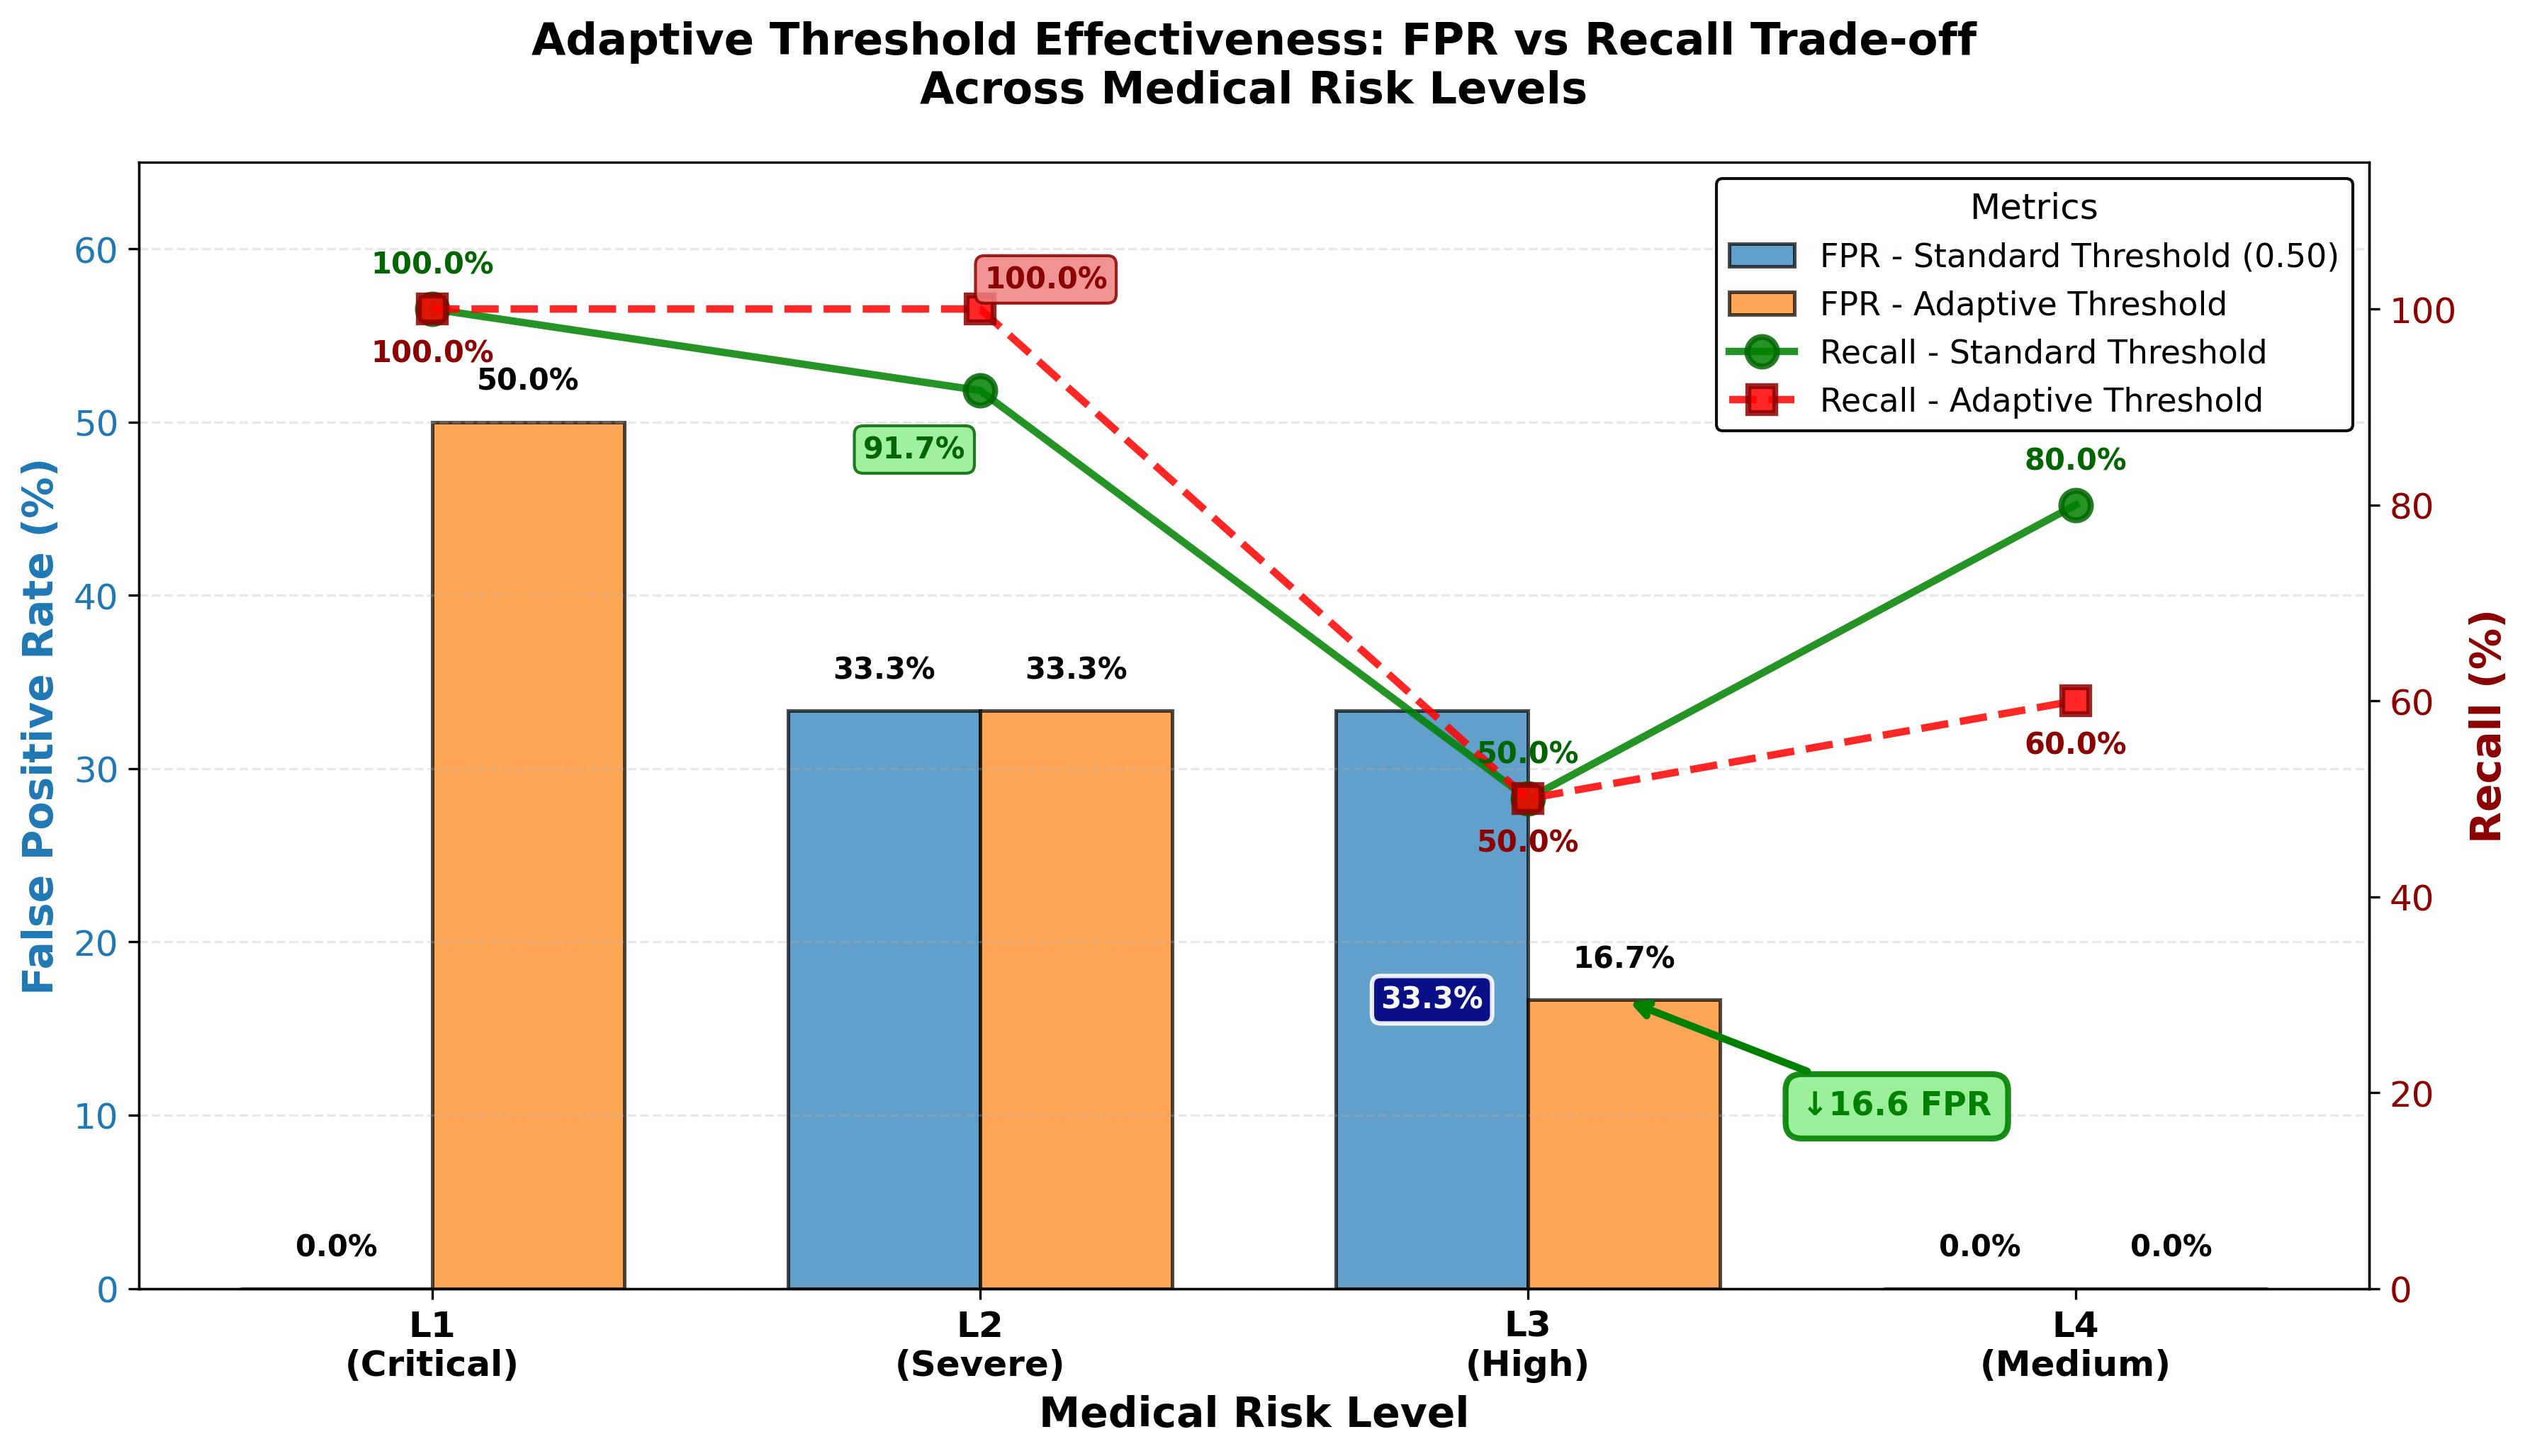 Adaptive Threshold Effectiveness: FPR vs Recall Trade-off
Across Medical Risk Levels
Metrics
FPR - Standard Threshold (0.50)
FPR - Adaptive Threshold
Recall - Standard Threshold
Recall - Adaptive Threshold
False Positive Rate (%)
60
50
40
30
20
10
0
100.0%
100.0%
50.0%
0.0%
100.0%
91.7%
33.3%
33.3%
50.0%
50.0%
33.3%
16.7%
↓16.6 FPR
80.0%
60.0%
0.0%
0.0%
100
80
60
40
20
0
Recall (%)
L1
(Critical)
L2
(Severe)
L3
(High)
L4
(Medium)
Medical Risk Level